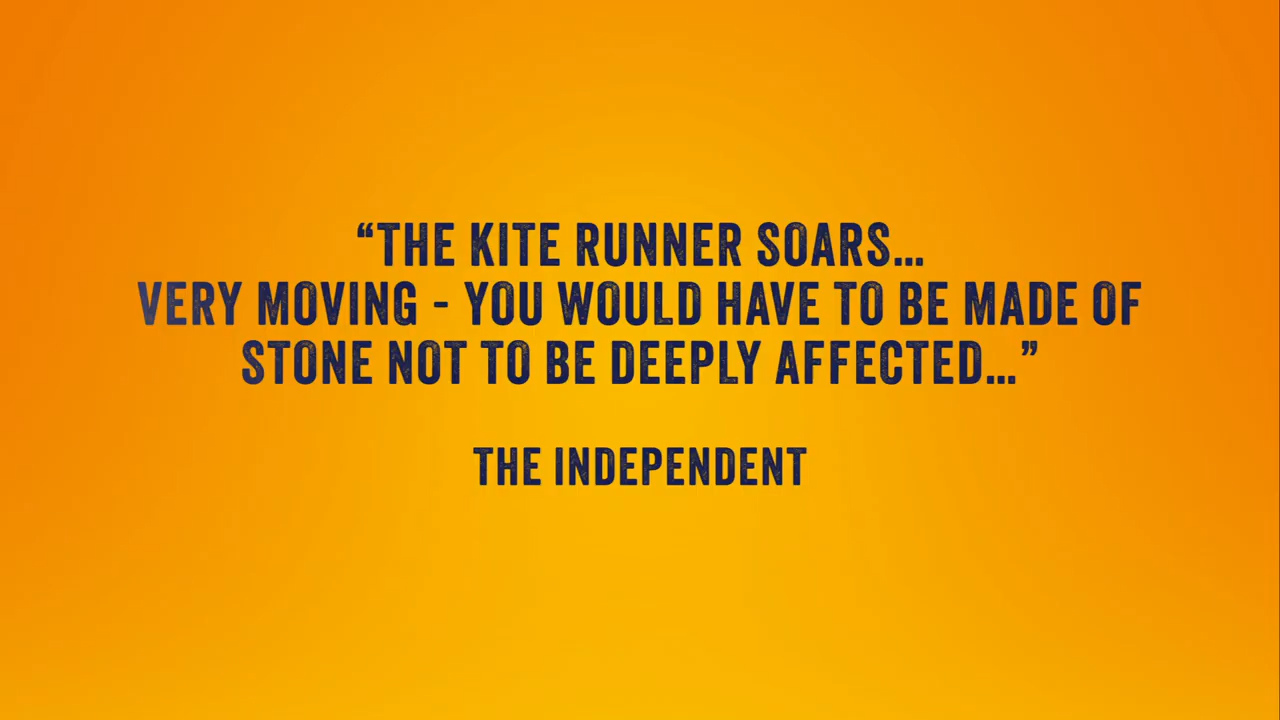 “THE KITE RUNNER SOARS...
VERY MOVING - YOU WOULD HAVE TO BE MADE OF
STONE NOT TO BE DEEPLY AFFECTED...”
THE INDEPENDENT